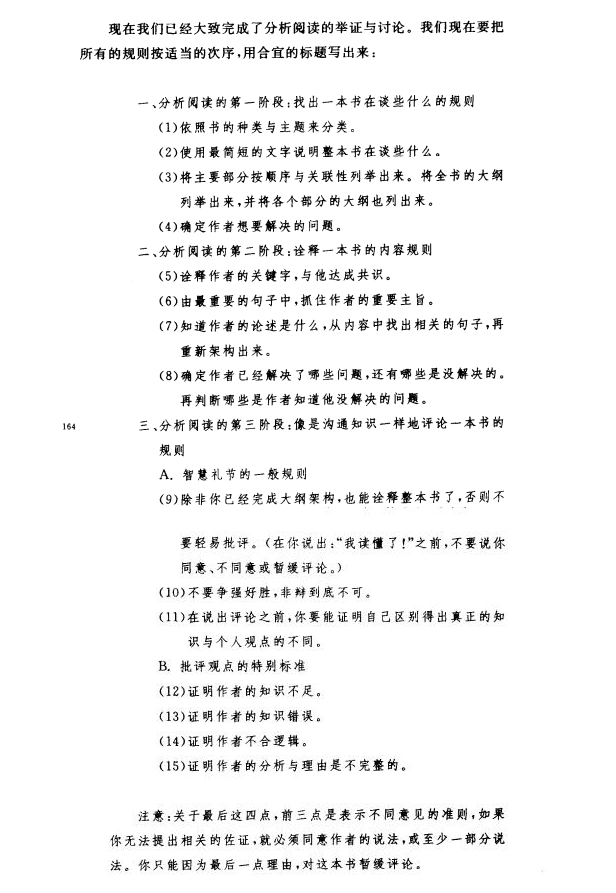 现在我们已经大致完成了分析阅读的举证与讨论。我们现在要把
所有的规则按适当的次序,用合宜的标题写出来:
一、分析阅读的第一阶段:找出一本书在谈些什么的规则
(1)依照书的种类与主题来分类。
(2)使用最简短的文字说明整本书在谈些什么。
(3)将主要部分按顺序与关联性列举出来。将全书的大纲
列举出来,并将各个部分的大纲也列出来。
(4)确定作者想要解决的问题。
二、分析阅读的第二阶段:诠释一本书的内容规则
(5)诠释作者的关键字,与他达成共识。
(6)由最重要的句子中,抓住作者的重要主旨。
(7)知道作者的论述是什么,从内容中找出相关的句子,再
重新架构出来。
(8)确定作者已经解决了哪些问题,还有哪些是没解决的。
再判断哪些是作者知道他没解决的问题。
164
三、分析阅读的第三阶段:像是沟通知识一样地评论一本书的
规则
A. 智慧礼节的一般规则
(9)除非你已经完成大纲架构,也能诠释整本书了,否则不
要轻易批评。(在你说出:“我读懂了!”之前,不要说你
同意、不同意或暂缓评论。)
(10)不要争强好胜,非辩到底不可。
(11)在说出评论之前,你要能证明自己区别得出真正的知
识与个人观点的不同。
B. 批评观点的特别标准
(12)证明作者的知识不足。
(13)证明作者的知识错误。
(14)证明作者不合逻辑。
(15)证明作者的分析与理由是不完整的。
注意:关于最后这四点,前三点是表示不同意见的准则,如果
你无法提出相关的佐证,就必须同意作者的说法,或至少一部分说
法。你只能因为最后一点理由,对这本书暂缓评论。